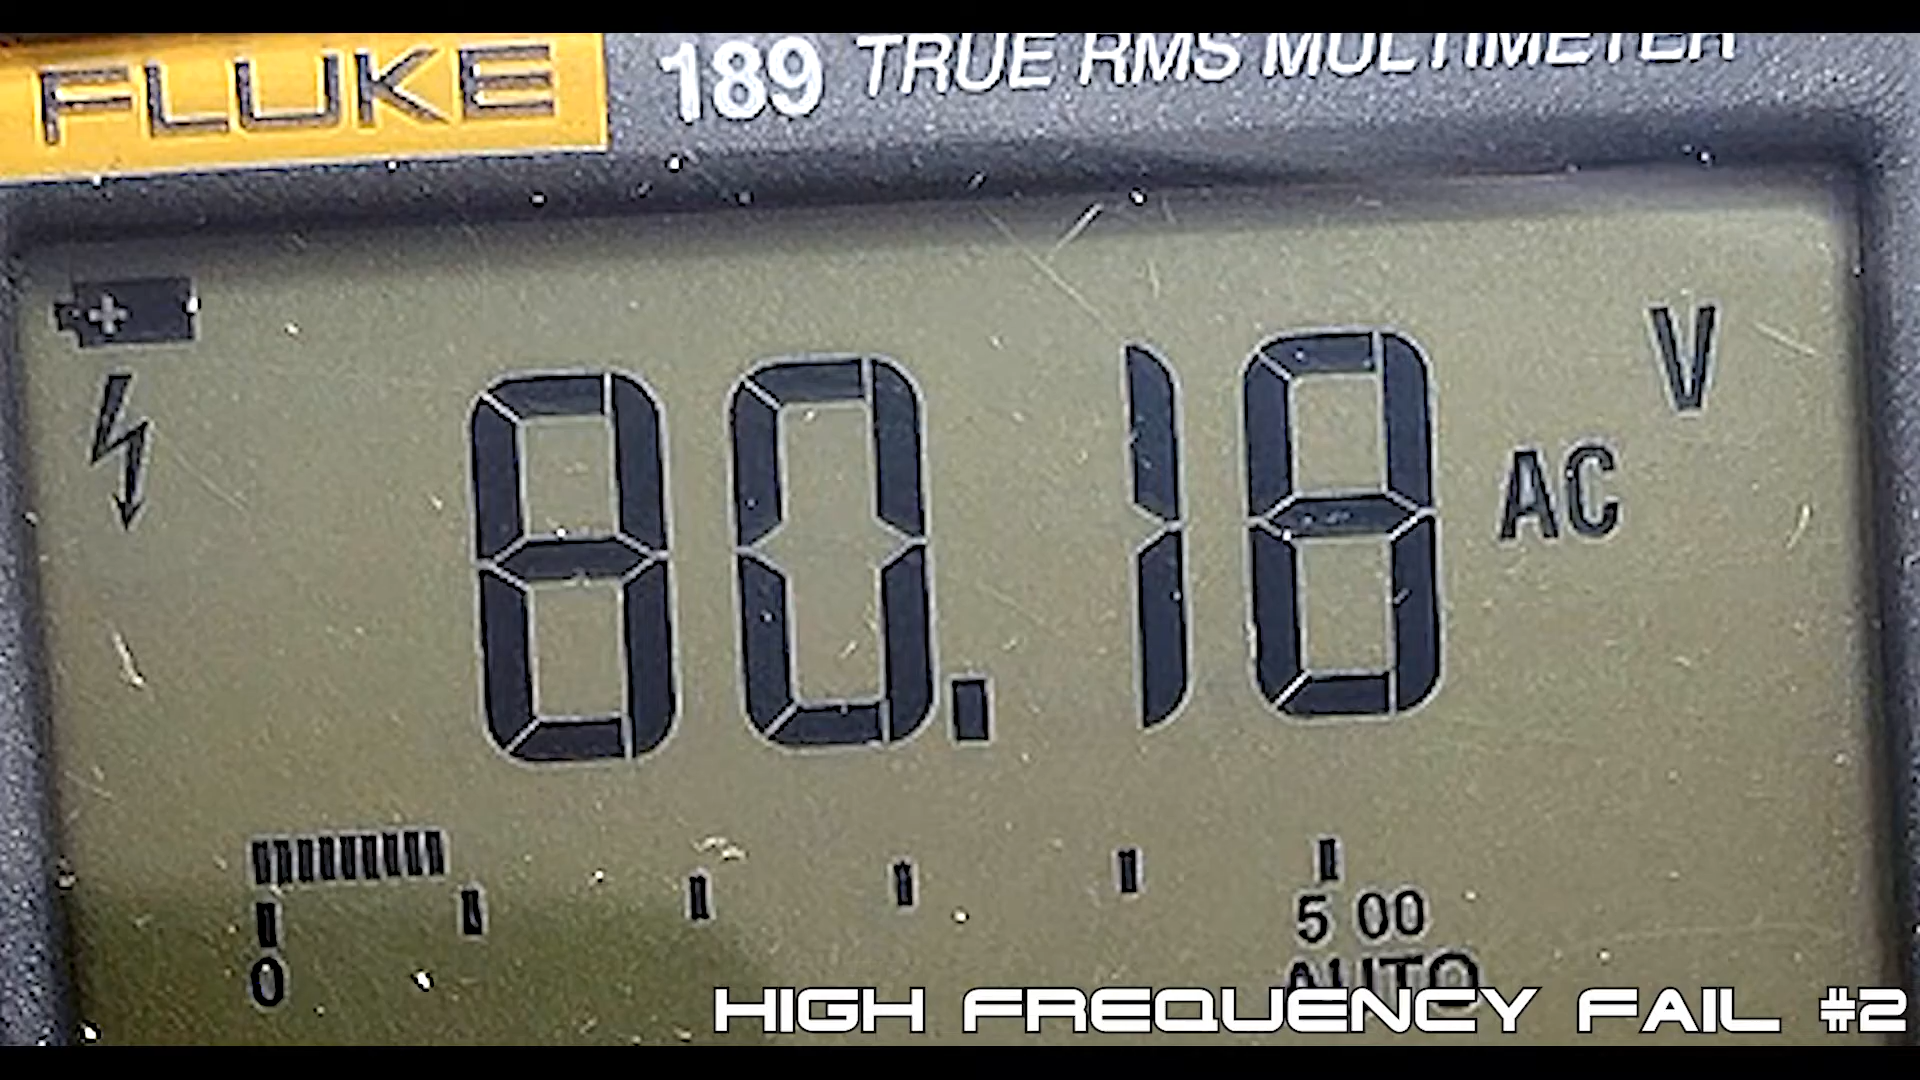 FLUKE 189 TRUE RMS MULTIMETER
V
80.18
AC
5 00
0
AUTO
HIGH FREQUENCY FAIL #2